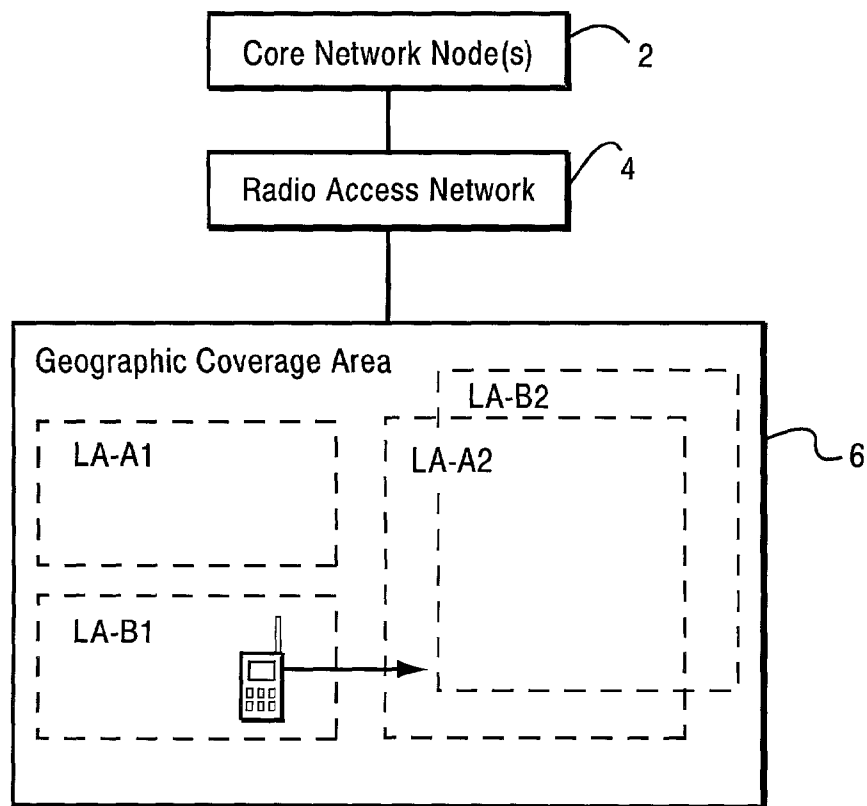 Core Network Node(s)
2
Radio Access Network
4
Geographic Coverage Area
LA-B2
LA-A1
LA-A2
6
LA-B1